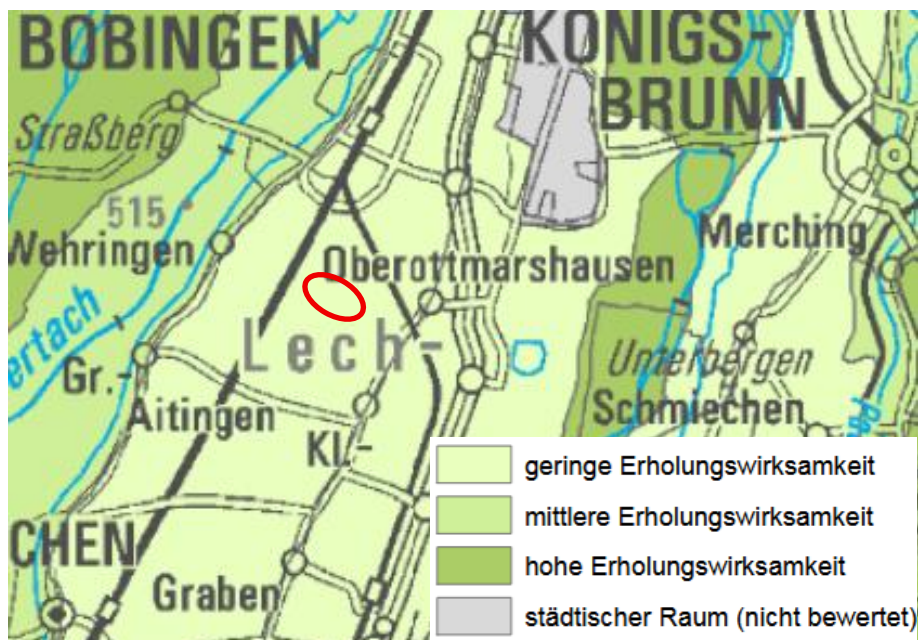 BOBINGEN
KÖNIGS-
BRUNN
Straßberg
515
Wehringen
Merching
Oberottmarshausen
ertach
Lech-
Gr.-
Aitingen
Unterbergen
Schmiechen
Kl.-
CHEN
Graben
geringe Erholungswirksamkeit
mittlere Erholungswirksamkeit
hohe Erholungswirksamkeit
städtischer Raum (nicht bewertet)